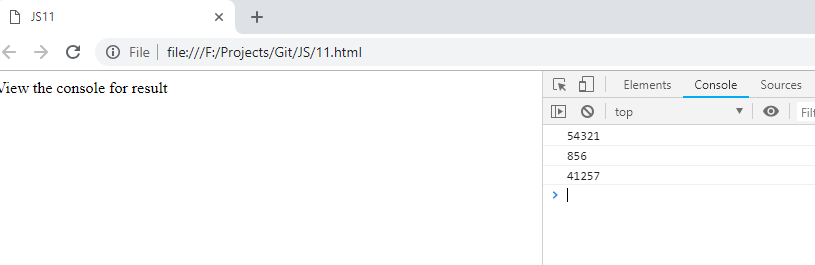 JS11
File file:///F:/Projects/Git/JS/11.html
View the console for result
Elements Console Sources
top Filt
54321
856
41257